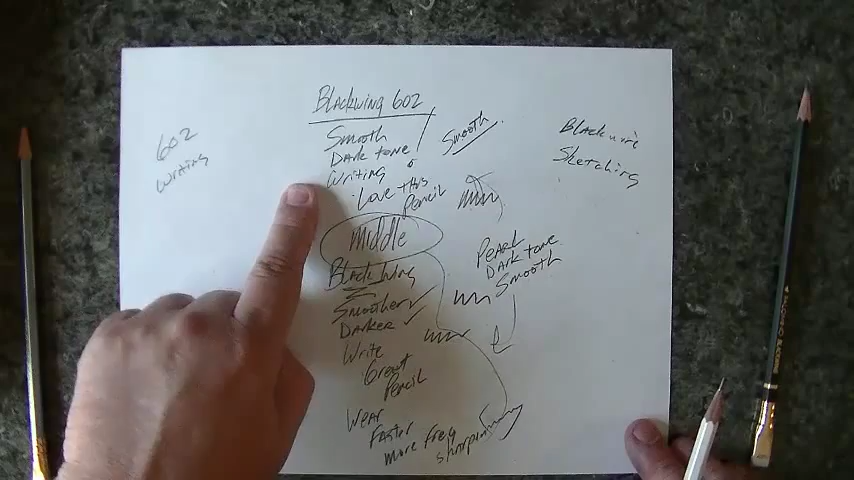 Blackwing 602
Smooth
Dark tone
Writing
Love this
Pencil
Smooth.
602
Writing
Sketching
middle
Pearl
Dark tone
Smooth
Blackwing
Smoother ✓
Darker ✓
Write
Great
Pencil
Wear
Faster
more freq
sharpening